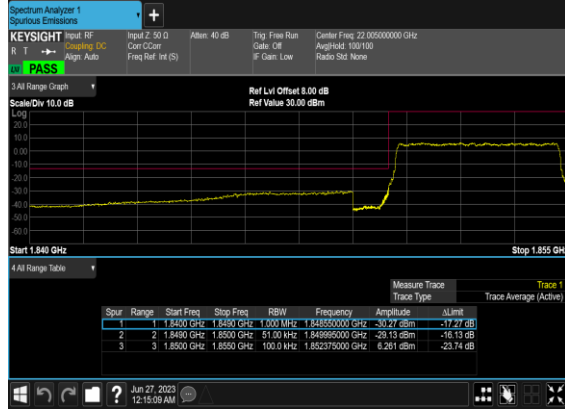 Spectrum Analyzer 1
Spurious Emissions
KEYSIGHT Input: RF Input Z: 50 Ω Atten: 40 dB Trig: Free Run Center Freq: 22.005000000 GHz
R T Coupling: DC Corr CCorr Gate: Off Avg|Hold: 100/100
Align: Auto Freq Ref: Int (S) IF Gain: Low Radio Std: None
PASS
3 All Range Graph Ref Lvl Offset 8.00 dB
Scale/Div 10.0 dB Ref Value 30.00 dBm
Log
20.0
10.0
0.00
-10.0
-20.0
-30.0
-40.0
-50.0
-60.0
Start 1.840 GHz Stop 1.855 GH
4 All Range Table
Measure Trace Trace 1
Trace Type Trace Average (Active)
Spur Range Start Freq Stop Freq RBW Frequency Amplitude ΔLimit
1 1 1.8400 GHz 1.8490 GHz 1.000 MHz 1.848550000 GHz -30.27 dBm -17.27 dB
2 2 1.8490 GHz 1.8500 GHz 51.00 kHz 1.849995000 GHz -29.13 dBm -16.13 dB
3 3 1.8500 GHz 1.8550 GHz 100.0 kHz 1.852375000 GHz 6.261 dBm -23.74 dB
? Jun 27, 2023
12:15:09 AM